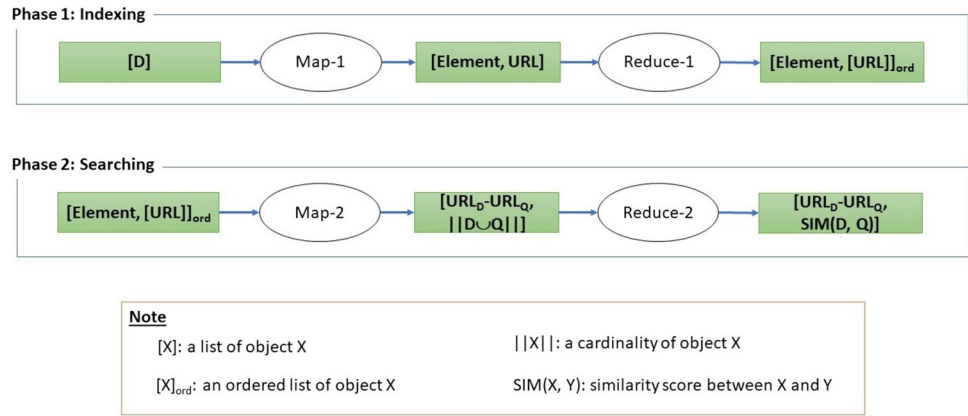 Phase 1: Indexing
[D]
Map-1
[Element, URL]
Reduce-1
[Element, [URL]]ord
Phase 2: Searching
[Element, [URL]]ord
Map-2
[URLD-URLQ,
||D∪Q||]
Reduce-2
[URLD-URLQ,
SIM(D, Q)]
Note
[X]: a list of object X
||X||: a cardinality of object X
[X]ord: an ordered list of object X
SIM(X, Y): similarity score between X and Y